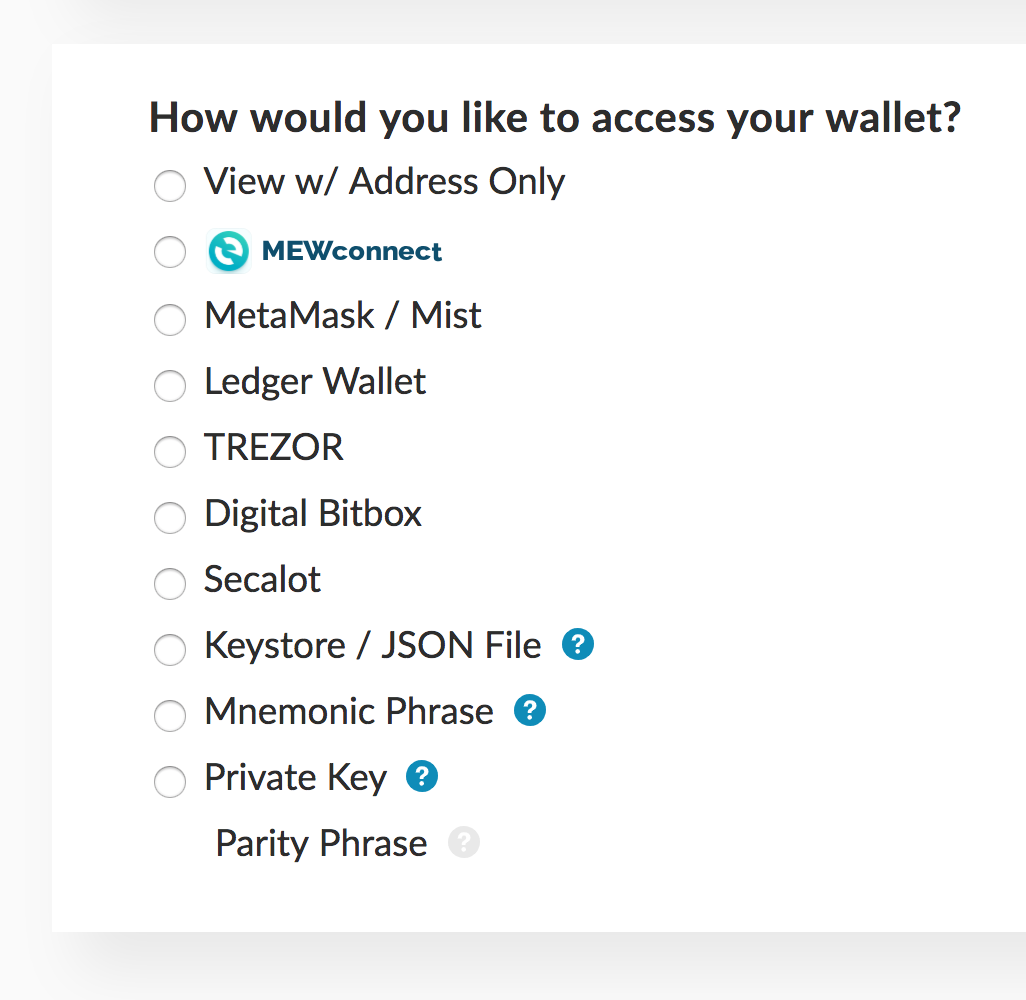 How would you like to access your wallet?
View w/ Address Only
MEWconnect
MetaMask / Mist
Ledger Wallet
TREZOR
Digital Bitbox
Secalot
Keystore / JSON File ?
Mnemonic Phrase ?
Private Key ?
Parity Phrase ?